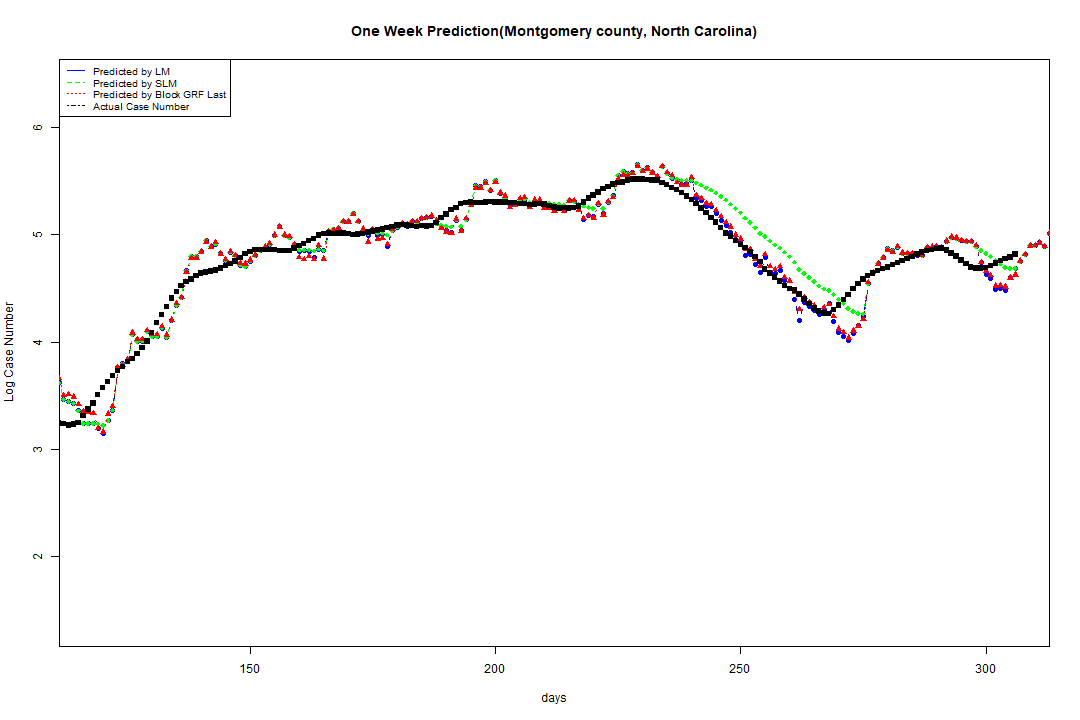 One Week Prediction(Montgomery county, North Carolina)
Predicted by LM
Predicted by SLM
Predicted by Block GRF Last
Actual Case Number
6
5
4
3
2
Log Case Number
150 200 250 300
days